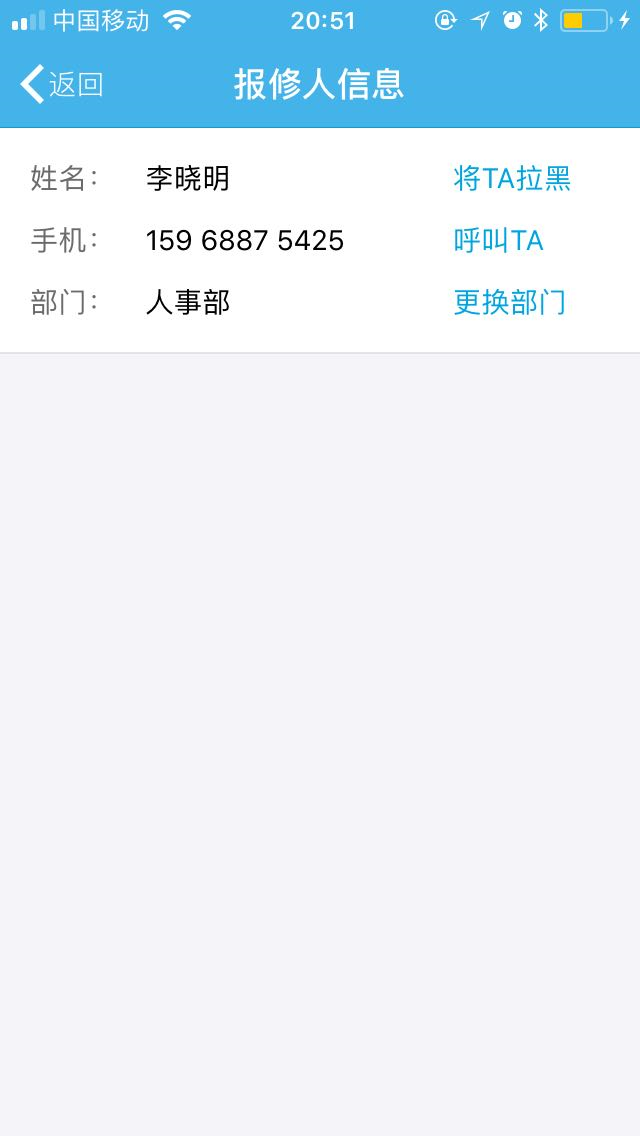 中国移动 20:51
返回 报修人信息
姓名： 李晓明 将TA拉黑
手机： 159 6887 5425 呼叫TA
部门： 人事部 更换部门